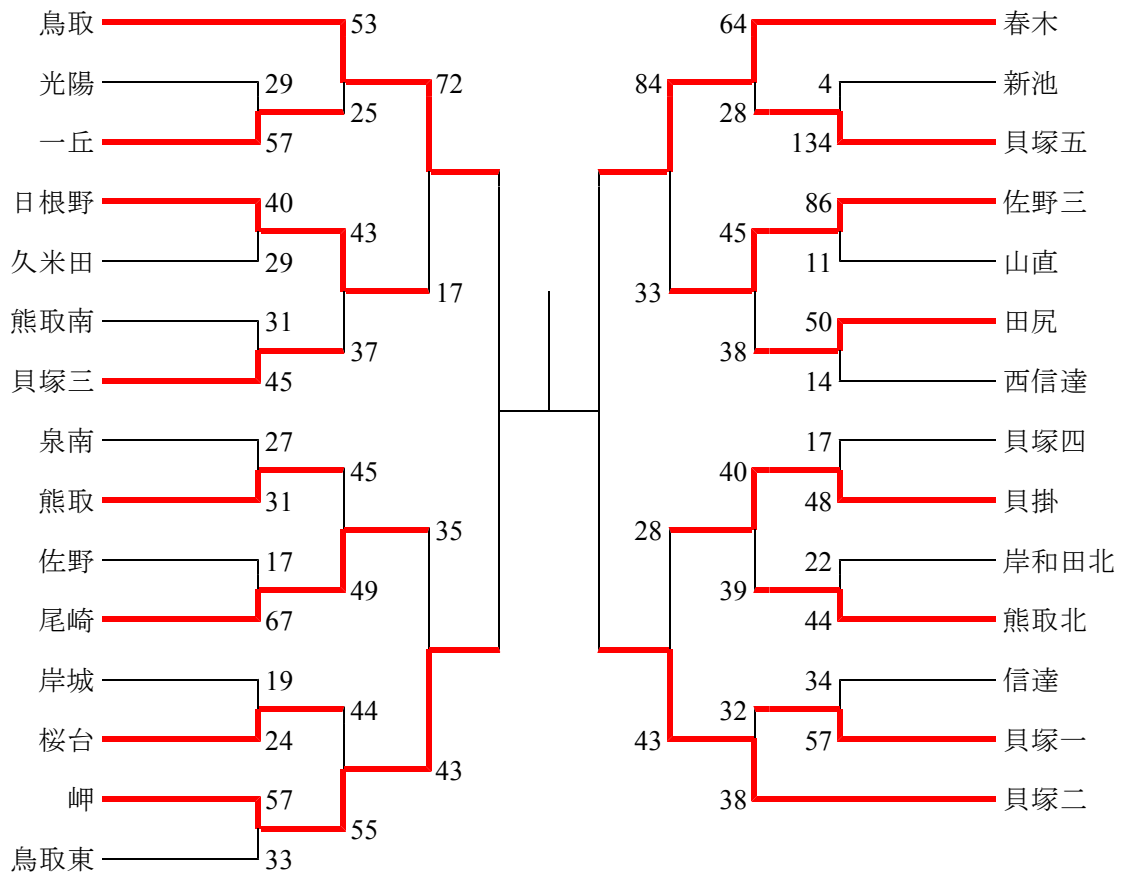 鳥取 53 64 春木
光陽 29 72 84 4 新池
25 28
一丘 57 134 貝塚五
日根野 40 86 佐野三
43 45
久米田 29 11 山直
17 33
熊取南 31 50 田尻
37 38
貝塚三 45 14 西信達
泉南 27 17 貝塚四
45 40
熊取 31 48 貝掛
35 28
佐野 17 22 岸和田北
49 39
尾崎 67 44 熊取北
岸城 19 34 信達
44 32
桜台 24 57 貝塚一
43 43
岬 57 38 貝塚二
55
鳥取東 33